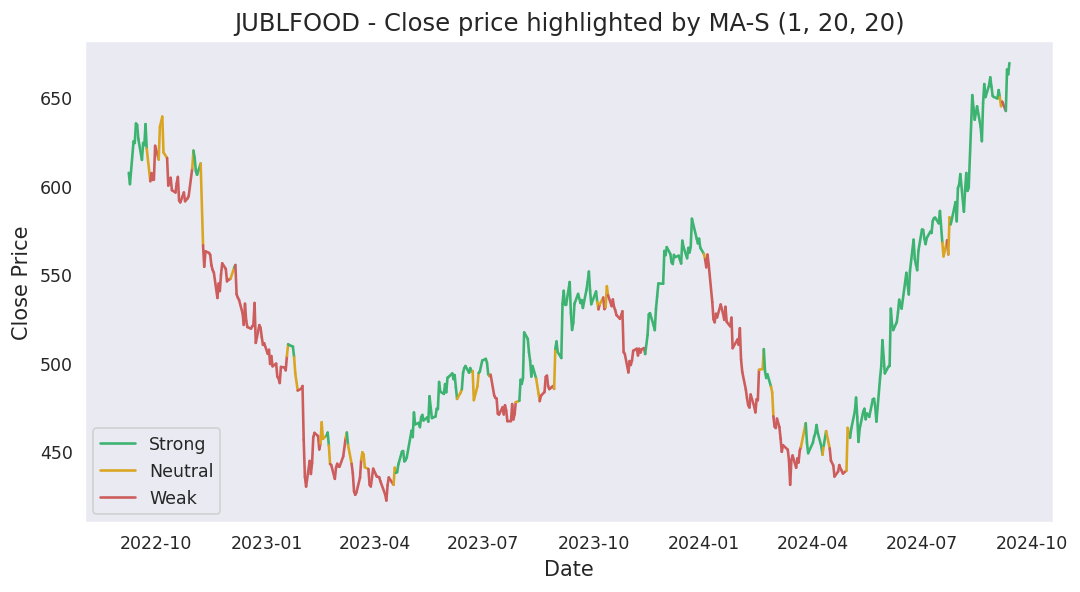 JUBLFOOD - Close price highlighted by MA-S (1, 20, 20)
Close Price
650
600
550
500
450
Strong
Neutral
Weak
2022-10 2023-01 2023-04 2023-07 2023-10 2024-01 2024-04 2024-07 2024-10
Date